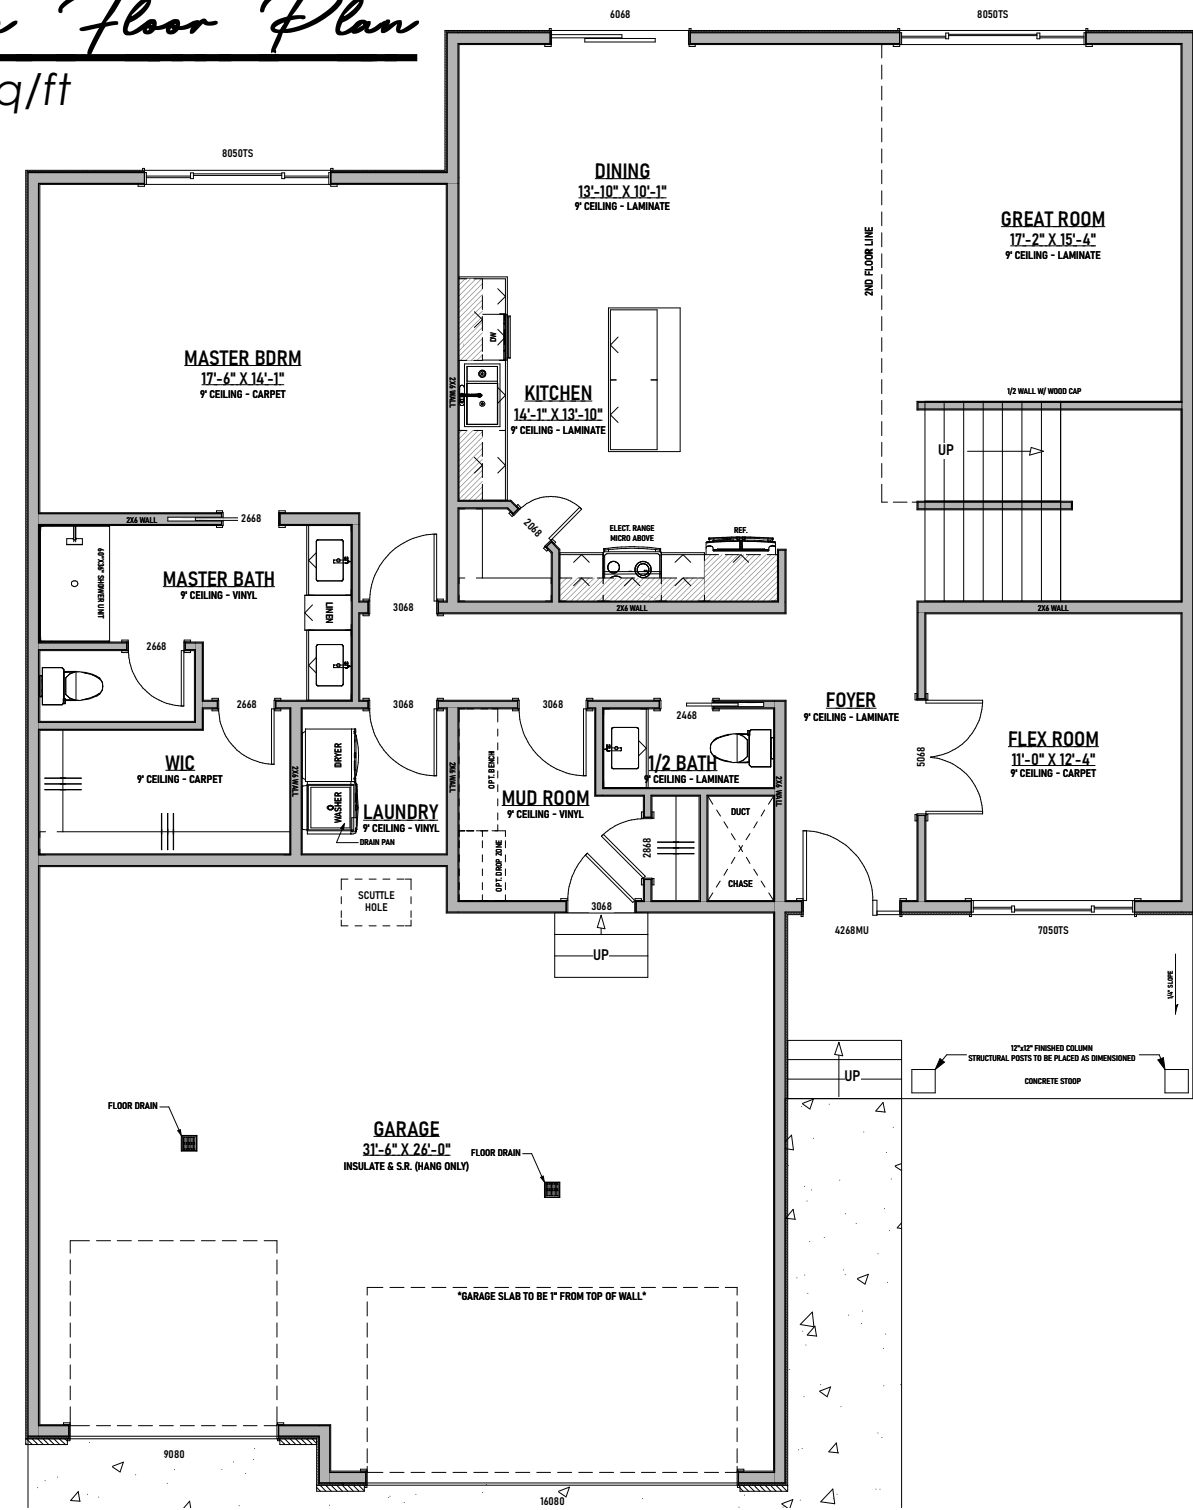 Floor Plan
q/ft
6068
8050TS
8050TS
DINING
13'-10" X 10'-1"
9' CEILING - LAMINATE
GREAT ROOM
17'-2" X 15'-4"
9' CEILING - LAMINATE
2ND FLOOR LINE
MASTER BDRM
17'-6" X 14'-1"
9' CEILING - CARPET
DW
2X6 WALL
KITCHEN
14'-1" X 13'-10"
9' CEILING - LAMINATE
1/2 WALL W/ WOOD CAP
UP
2X6 WALL
2668
2068
ELECT. RANGE
MICRO ABOVE
REF.
60"X36" SHOWER UNIT
MASTER BATH
9' CEILING - VINYL
LINEN
3068
2X6 WALL
2X6 WALL
2668
2668
3068
3068
2468
FOYER
9' CEILING - LAMINATE
5068
FLEX ROOM
11'-0" X 12'-4"
9' CEILING - CARPET
WIC
9' CEILING - CARPET
2X6 WALL
DRYER
WASHER
LAUNDRY
9' CEILING - VINYL
DRAIN PAN
2X6 WALL
OPT. BENCH
MUD ROOM
9' CEILING - VINYL
OPT. DROP ZONE
1/2 BATH
9' CEILING - LAMINATE
2X6 WALL
2868
DUCT
CHASE
SCUTTLE
HOLE
3068
UP
4268MU
7050TS
1/4" SLOPE
12"x12" FINISHED COLUMN
STRUCTURAL POSTS TO BE PLACED AS DIMENSIONED
CONCRETE STOOP
UP
FLOOR DRAIN
GARAGE
31'-6" X 26'-0"
INSULATE & S.R. (HANG ONLY)
FLOOR DRAIN
*GARAGE SLAB TO BE 1" FROM TOP OF WALL*
9080
16080